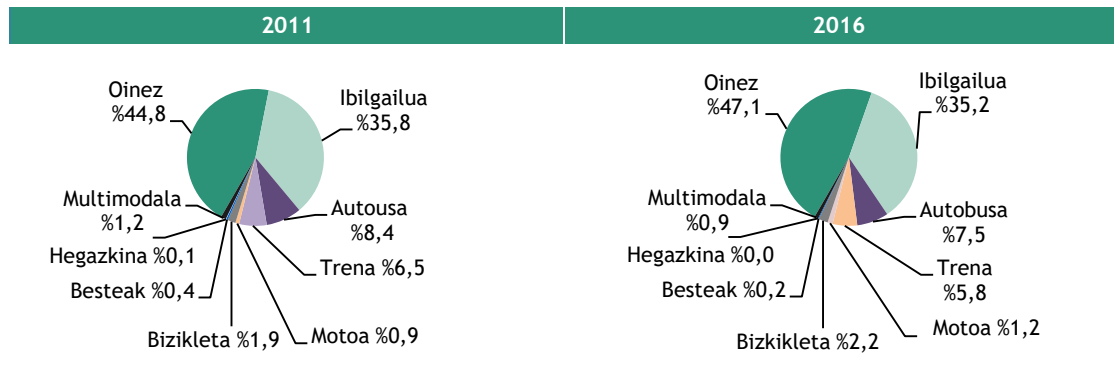 2011
2016
Oinez
%44,8
Ibilgailua
%35,8
Multimodala
%1,2
Autousa
%8,4
Hegazkina %0,1
Trena %6,5
Besteak %0,4
Bizikleta %1,9
Motoa %0,9
Oinez
%47,1
Ibilgailua
%35,2
Multimodala
%0,9
Autobusa
%7,5
Hegazkina %0,0
Trena
%5,8
Besteak %0,2
Motoa %1,2
Bizkikleta %2,2